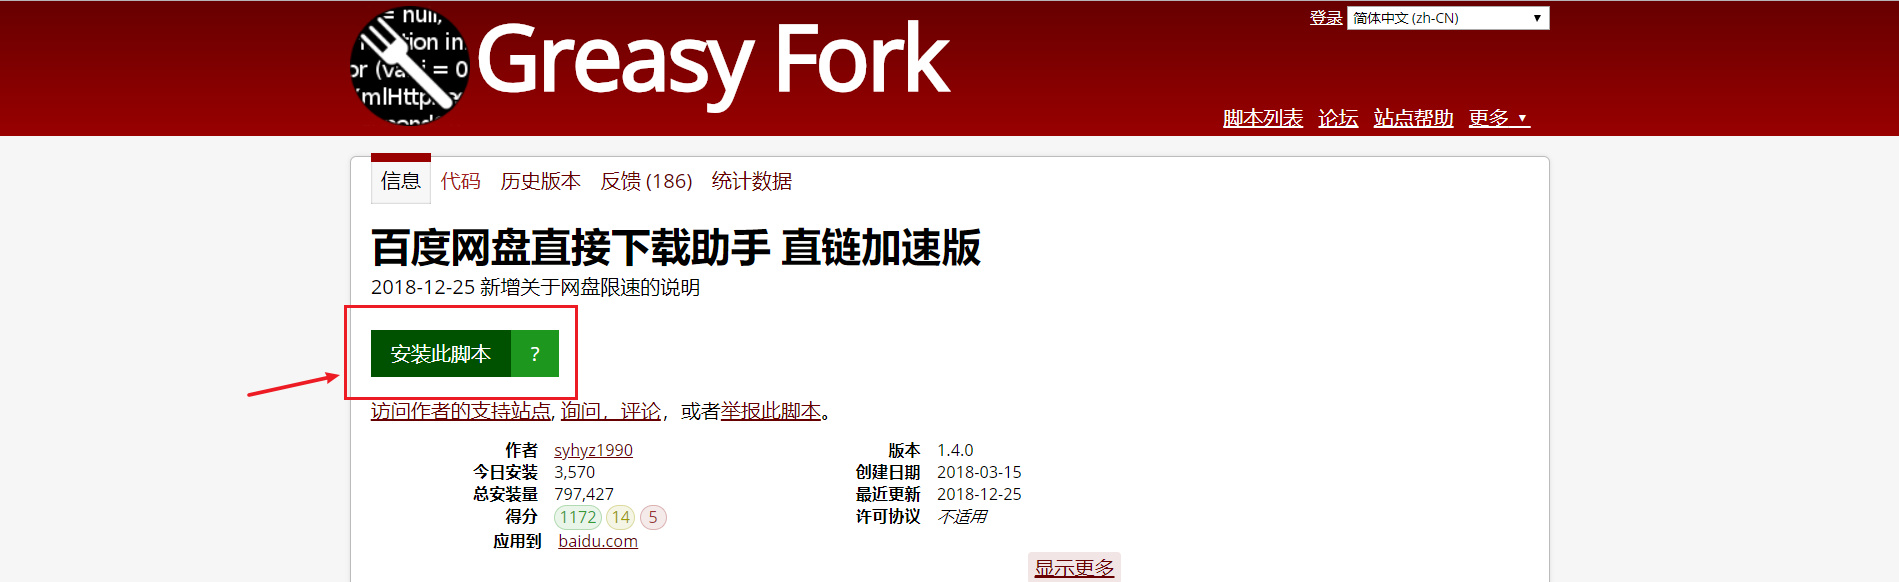 = null,
tion in
or (va i = 0
XmlHttp
Greasy Fork
登录 简体中文 (zh-CN) ▼
脚本列表 论坛 站点帮助 更多 ▼
信息 代码 历史版本 反馈 (186) 统计数据
百度网盘直接下载助手 直链加速版
2018-12-25 新增关于网盘限速的说明
安装此脚本 ?
访问作者的支持站点, 询问，评论，或者举报此脚本。
作者 syhyz1990 版本 1.4.0
今日安装 3,570 创建日期 2018-03-15
总安装量 797,427 最近更新 2018-12-25
得分 1172 14 5 许可协议 不适用
应用到 baidu.com
显示更多